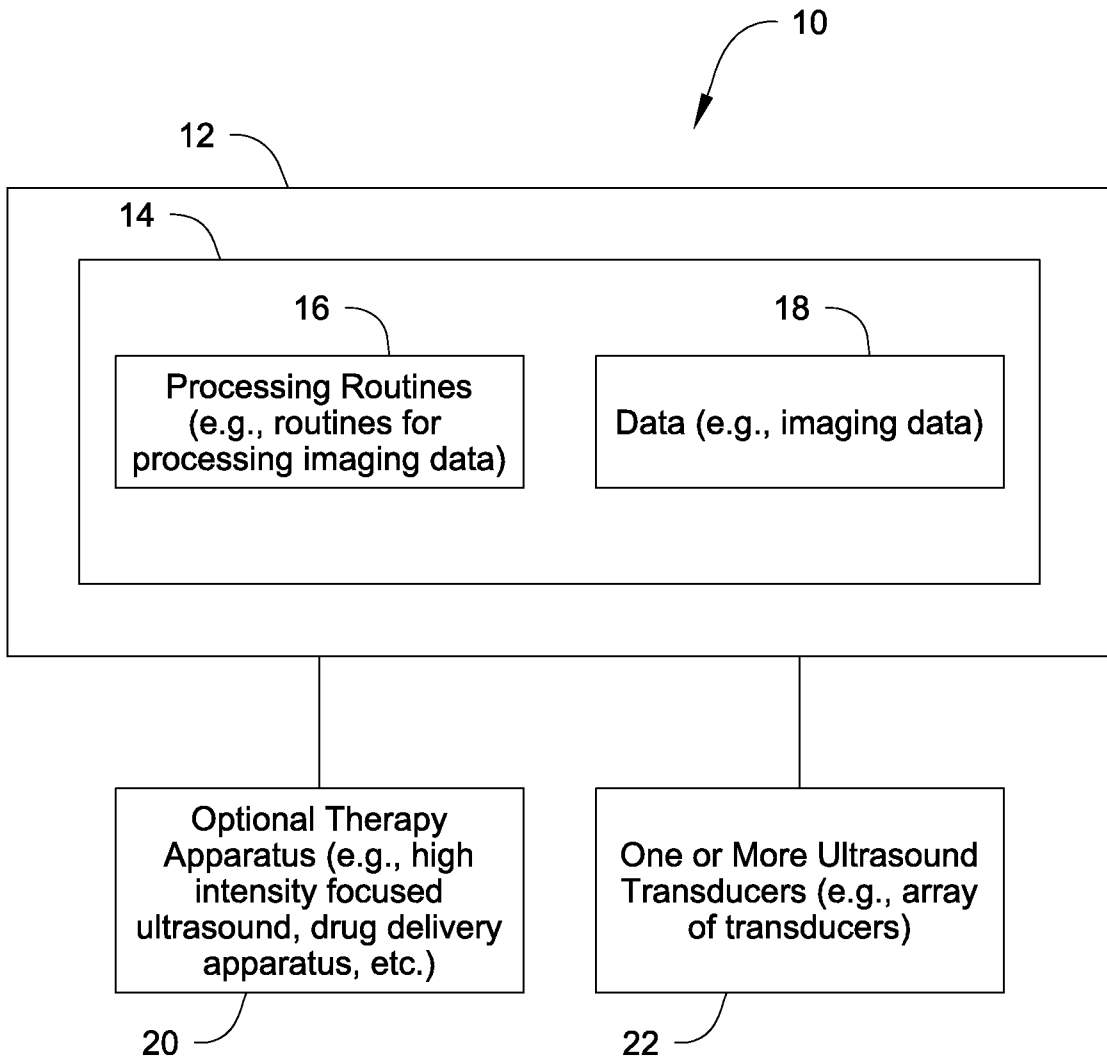 10
12
14
16
18
Processing Routines
(e.g., routines for
processing imaging data)
Data (e.g., imaging data)
Optional Therapy
Apparatus (e.g., high
intensity focused
ultrasound, drug delivery
apparatus, etc.)
One or More Ultrasound
Transducers (e.g., array
of transducers)
20
22